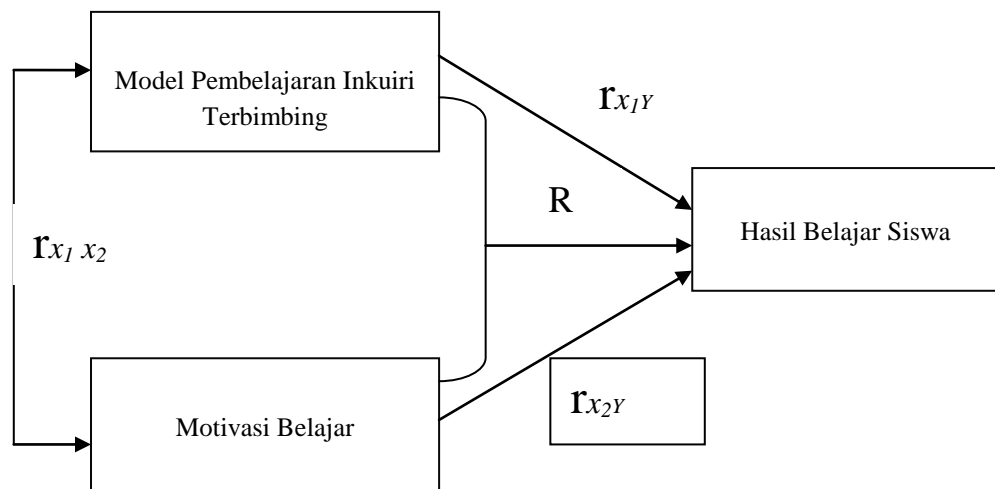 Model Pembelajaran Inkuiri
Terbimbing
rx1Y
R
Hasil Belajar Siswa
rx1 x2
rx2Y
Motivasi Belajar